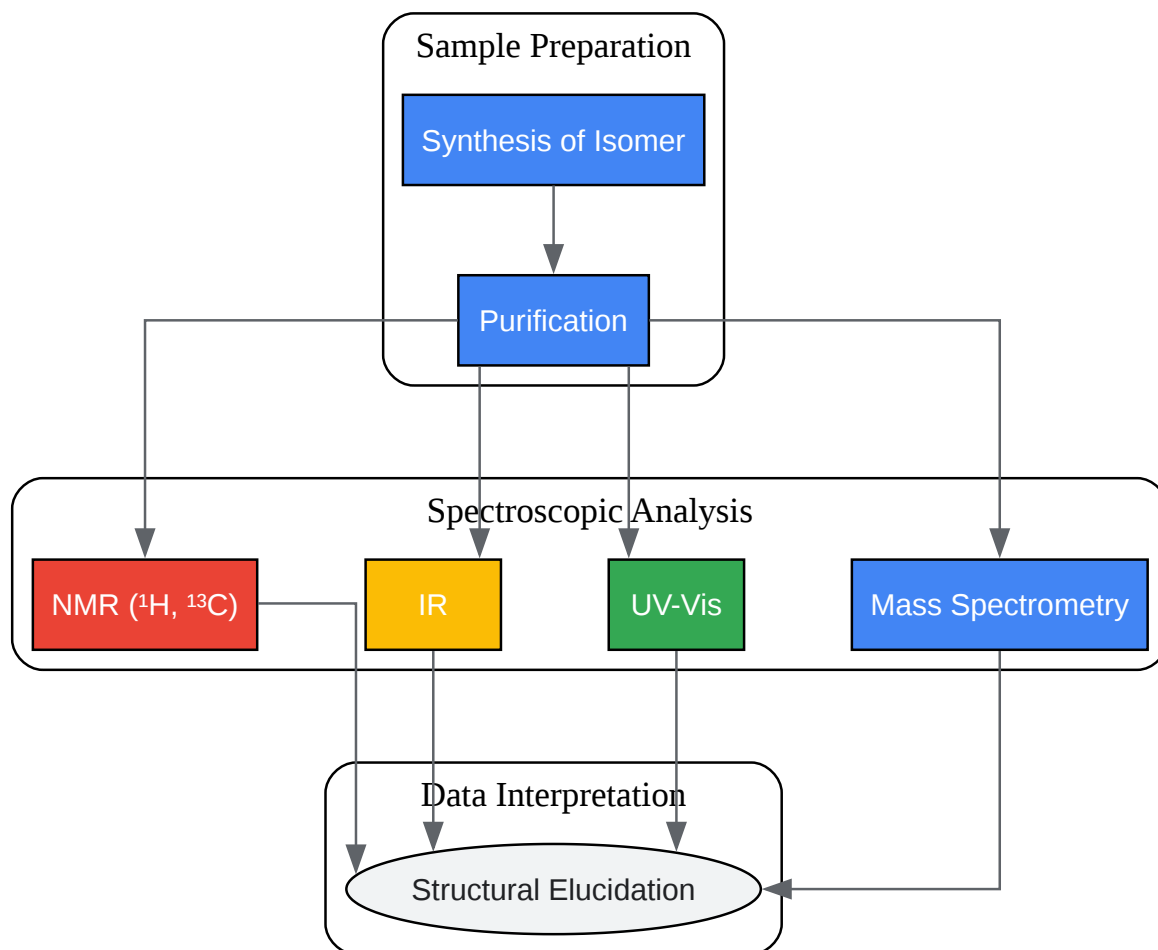 Sample Preparation
Synthesis of Isomer
Purification
Spectroscopic Analysis
NMR (¹H, ¹³C)
IR
UV-Vis
Mass Spectrometry
Data Interpretation
Structural Elucidation